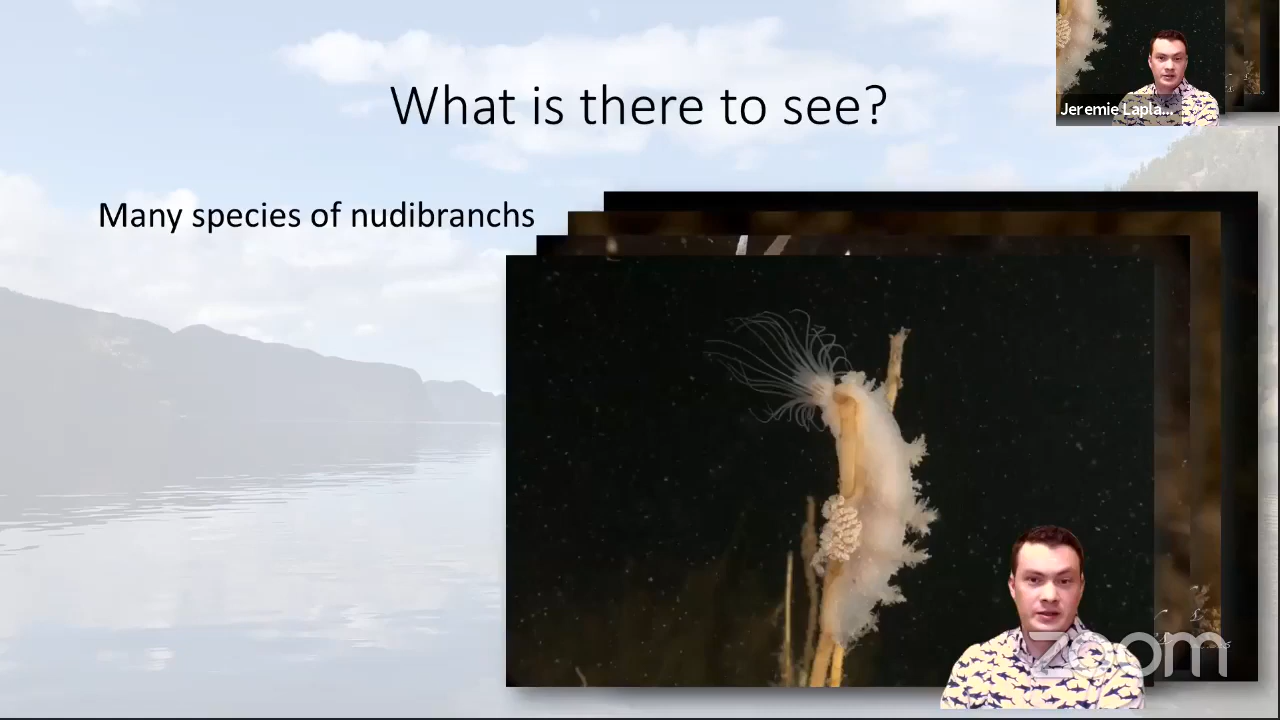 What is there to see?
Jeremie Lapla...
Many species of nudibranchs
zoom